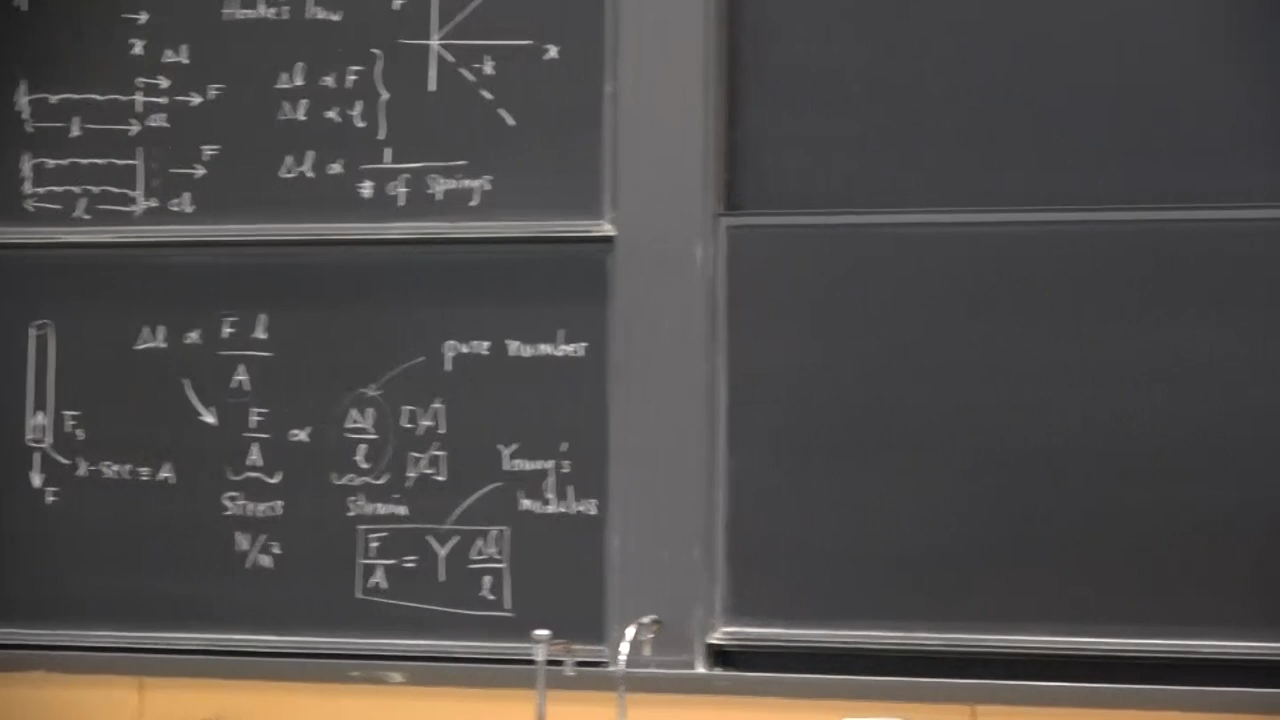 Hooke's law
F
x
x
-k
Δl
F
l
Δl ∝ F
Δl ∝ l
F
l
Δl ∝ 1 / # of springs
Δl ∝ F l / A
pure number
F / A ∝ Δl / l
Fs
x-sec = A
F
Stress
Strain
Young's
modulus
N/m²
F / A = Y Δl / l